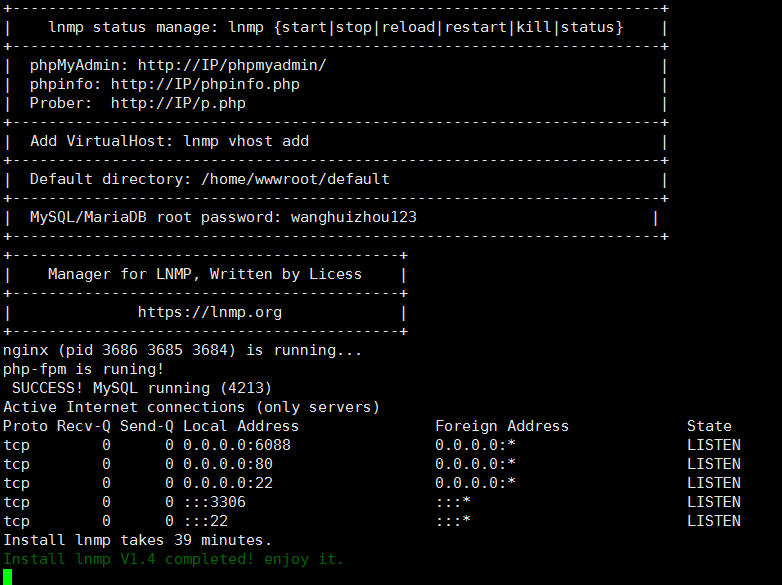 +------------------------------------------------------------------------+
|    lnmp status manage: lnmp {start|stop|reload|restart|kill|status}    |
+------------------------------------------------------------------------+
|  phpMyAdmin: http://IP/phpmyadmin/                                     |
|  phpinfo: http://IP/phpinfo.php                                        |
|  Prober:  http://IP/p.php                                              |
+------------------------------------------------------------------------+
|  Add VirtualHost: lnmp vhost add                                       |
+------------------------------------------------------------------------+
|  Default directory: /home/wwwroot/default                              |
+------------------------------------------------------------------------+
|  MySQL/MariaDB root password: wanghuizhou123                          |
+------------------------------------------------------------------------+
+-------------------------------------------+
|    Manager for LNMP, Written by Licess    |
+-------------------------------------------+
|              https://lnmp.org             |
+-------------------------------------------+
nginx (pid 3686 3685 3684) is running...
php-fpm is runing!
 SUCCESS! MySQL running (4213)
Active Internet connections (only servers)
Proto Recv-Q Send-Q Local Address               Foreign Address             State
tcp        0      0 0.0.0.0:6088                0.0.0.0:*                   LISTEN
tcp        0      0 0.0.0.0:80                  0.0.0.0:*                   LISTEN
tcp        0      0 0.0.0.0:22                  0.0.0.0:*                   LISTEN
tcp        0      0 :::3306                     :::*                        LISTEN
tcp        0      0 :::22                       :::*                        LISTEN
Install lnmp takes 39 minutes.
Install lnmp V1.4 completed! enjoy it.